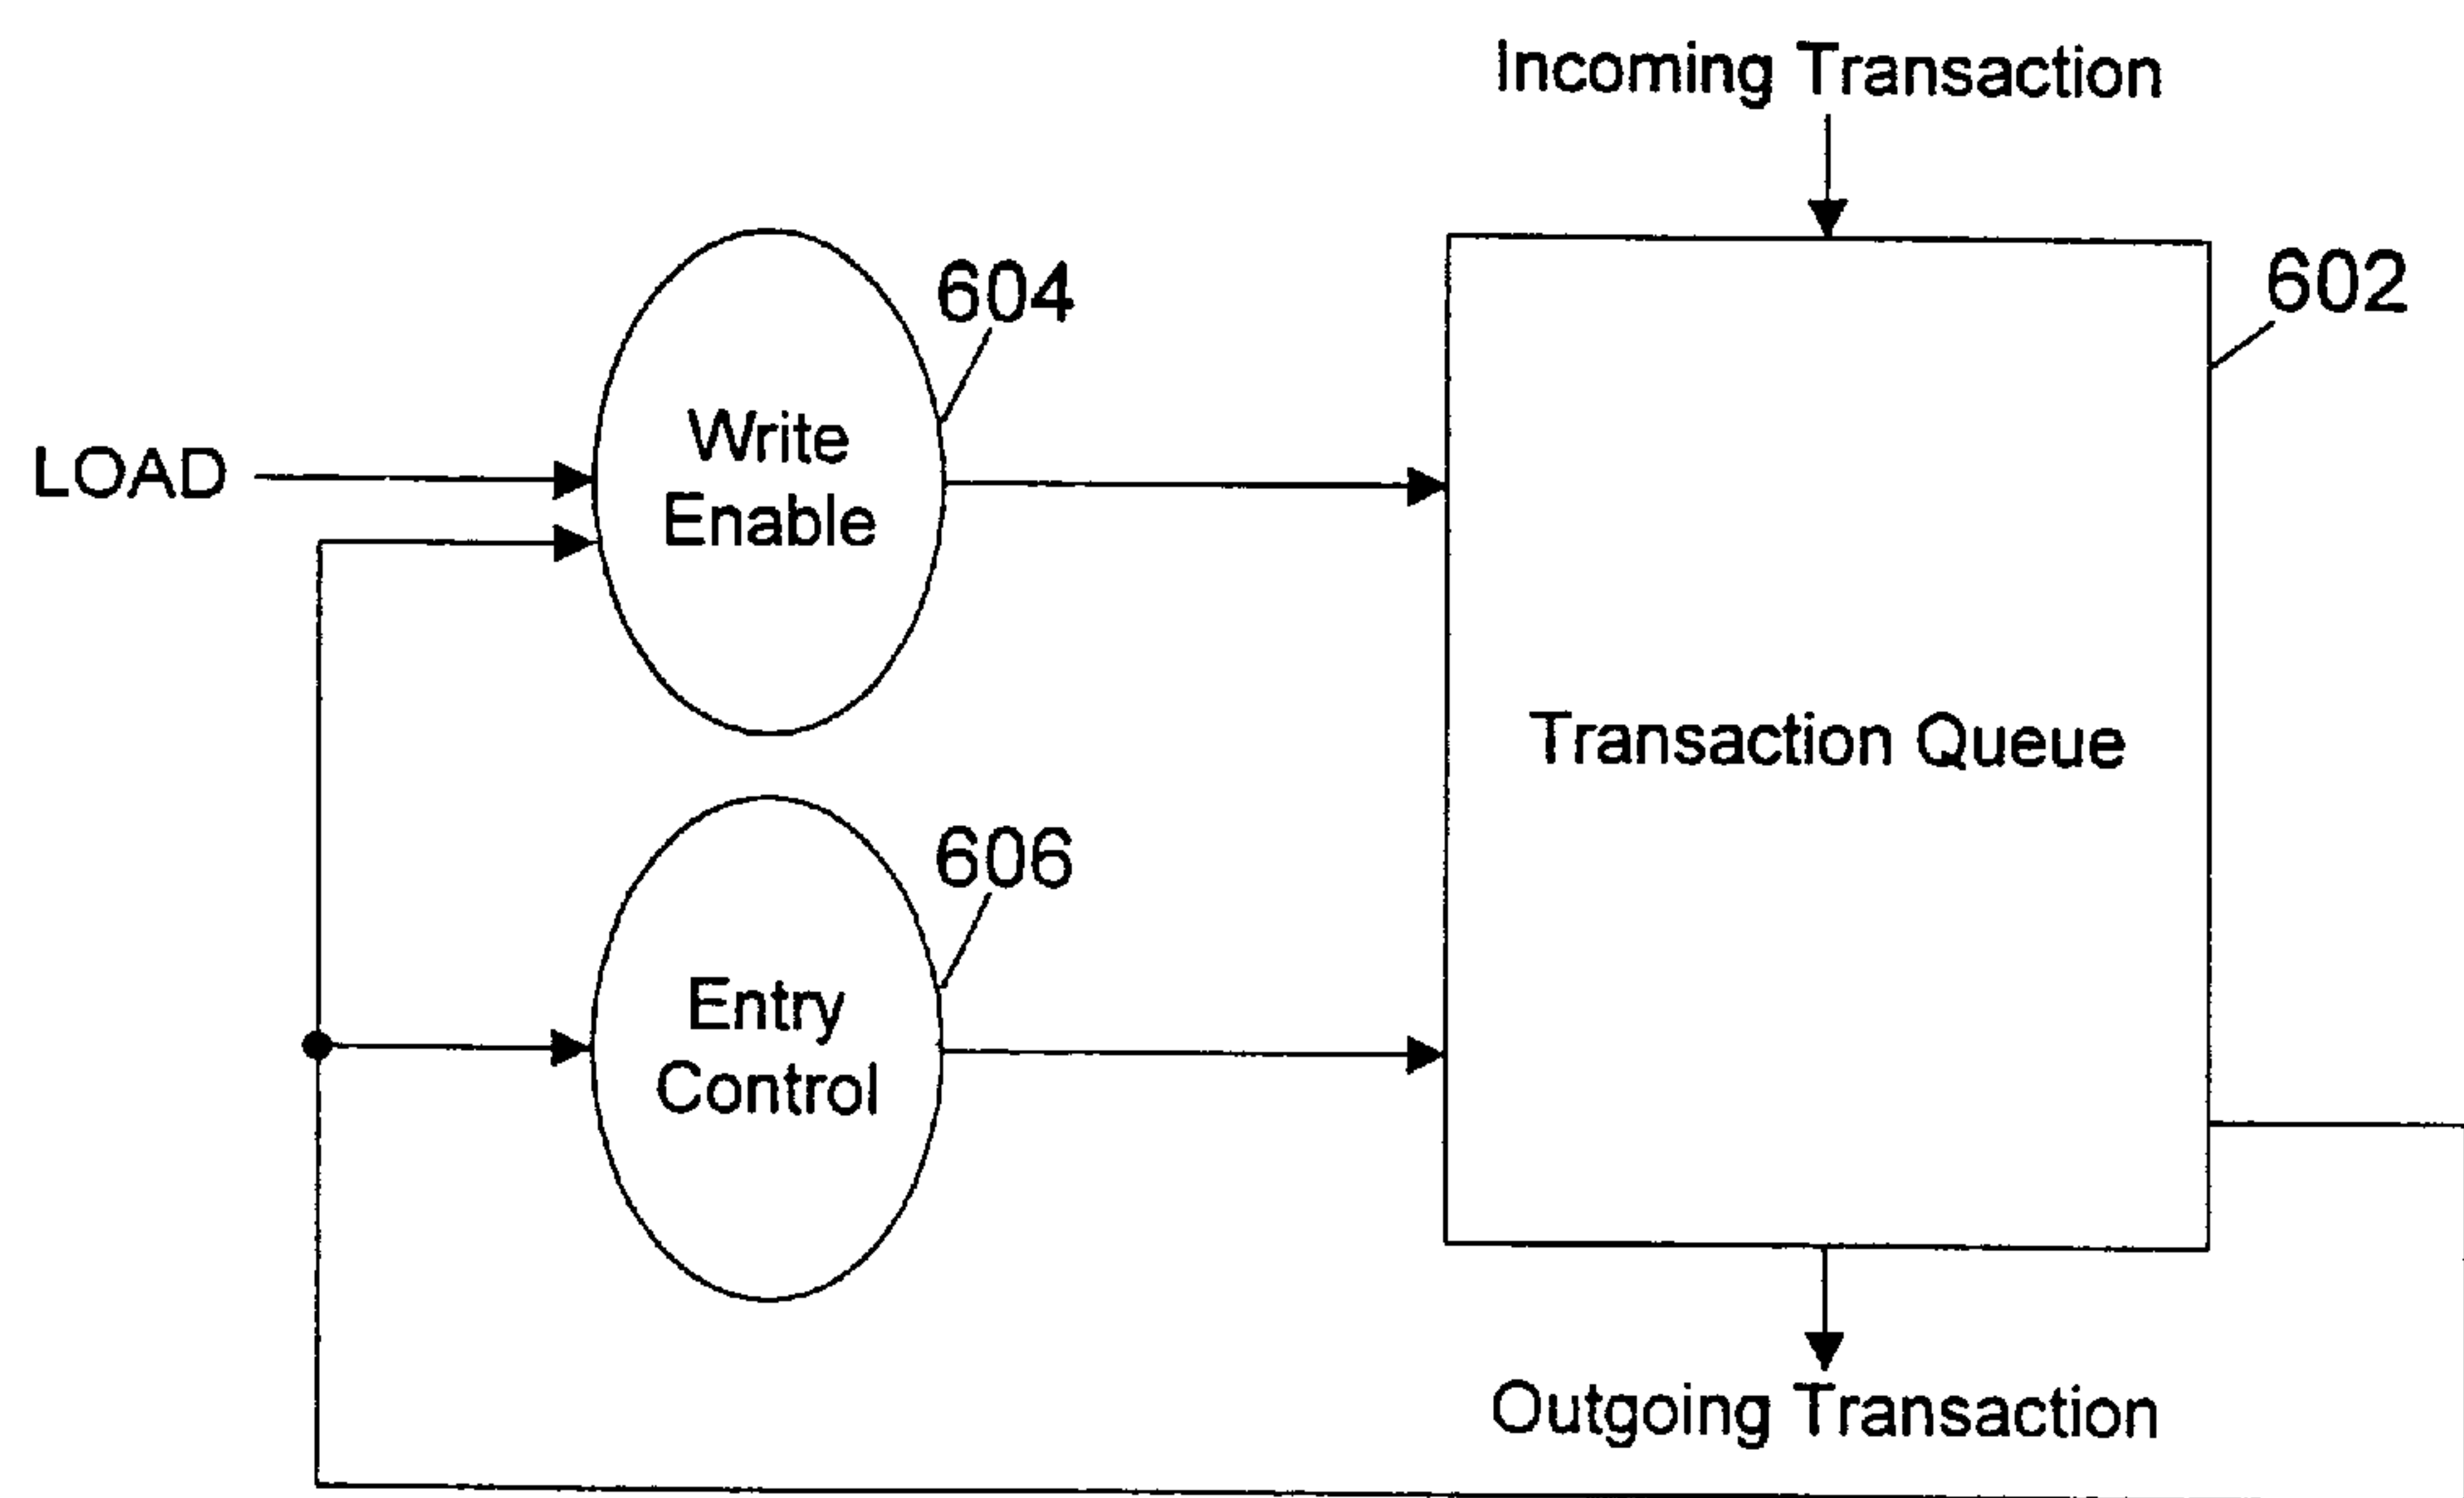 Incoming Transaction
604
602
Write
Enable
LOAD
Transaction Queue
606
Entry
Control
Outgoing Transaction